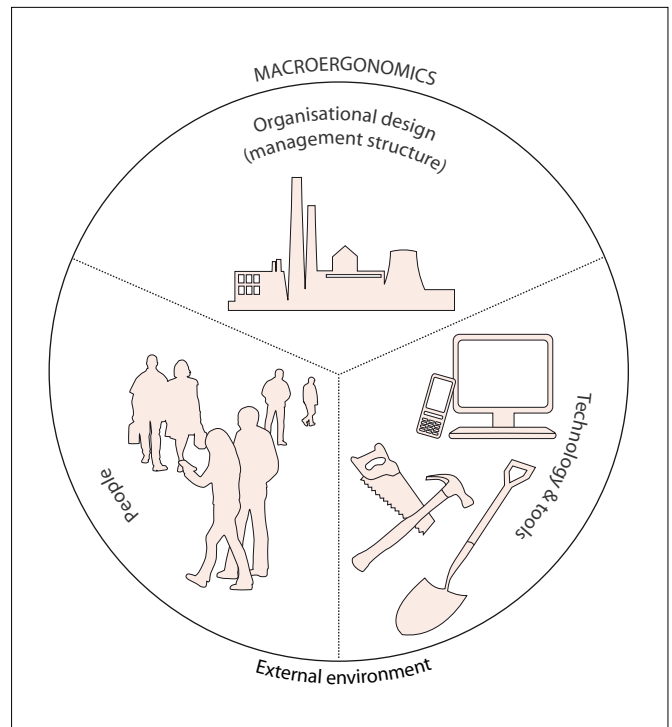 MACROERGONOMICS
Organisational design
(management structure)
People
Technology & tools
External environment